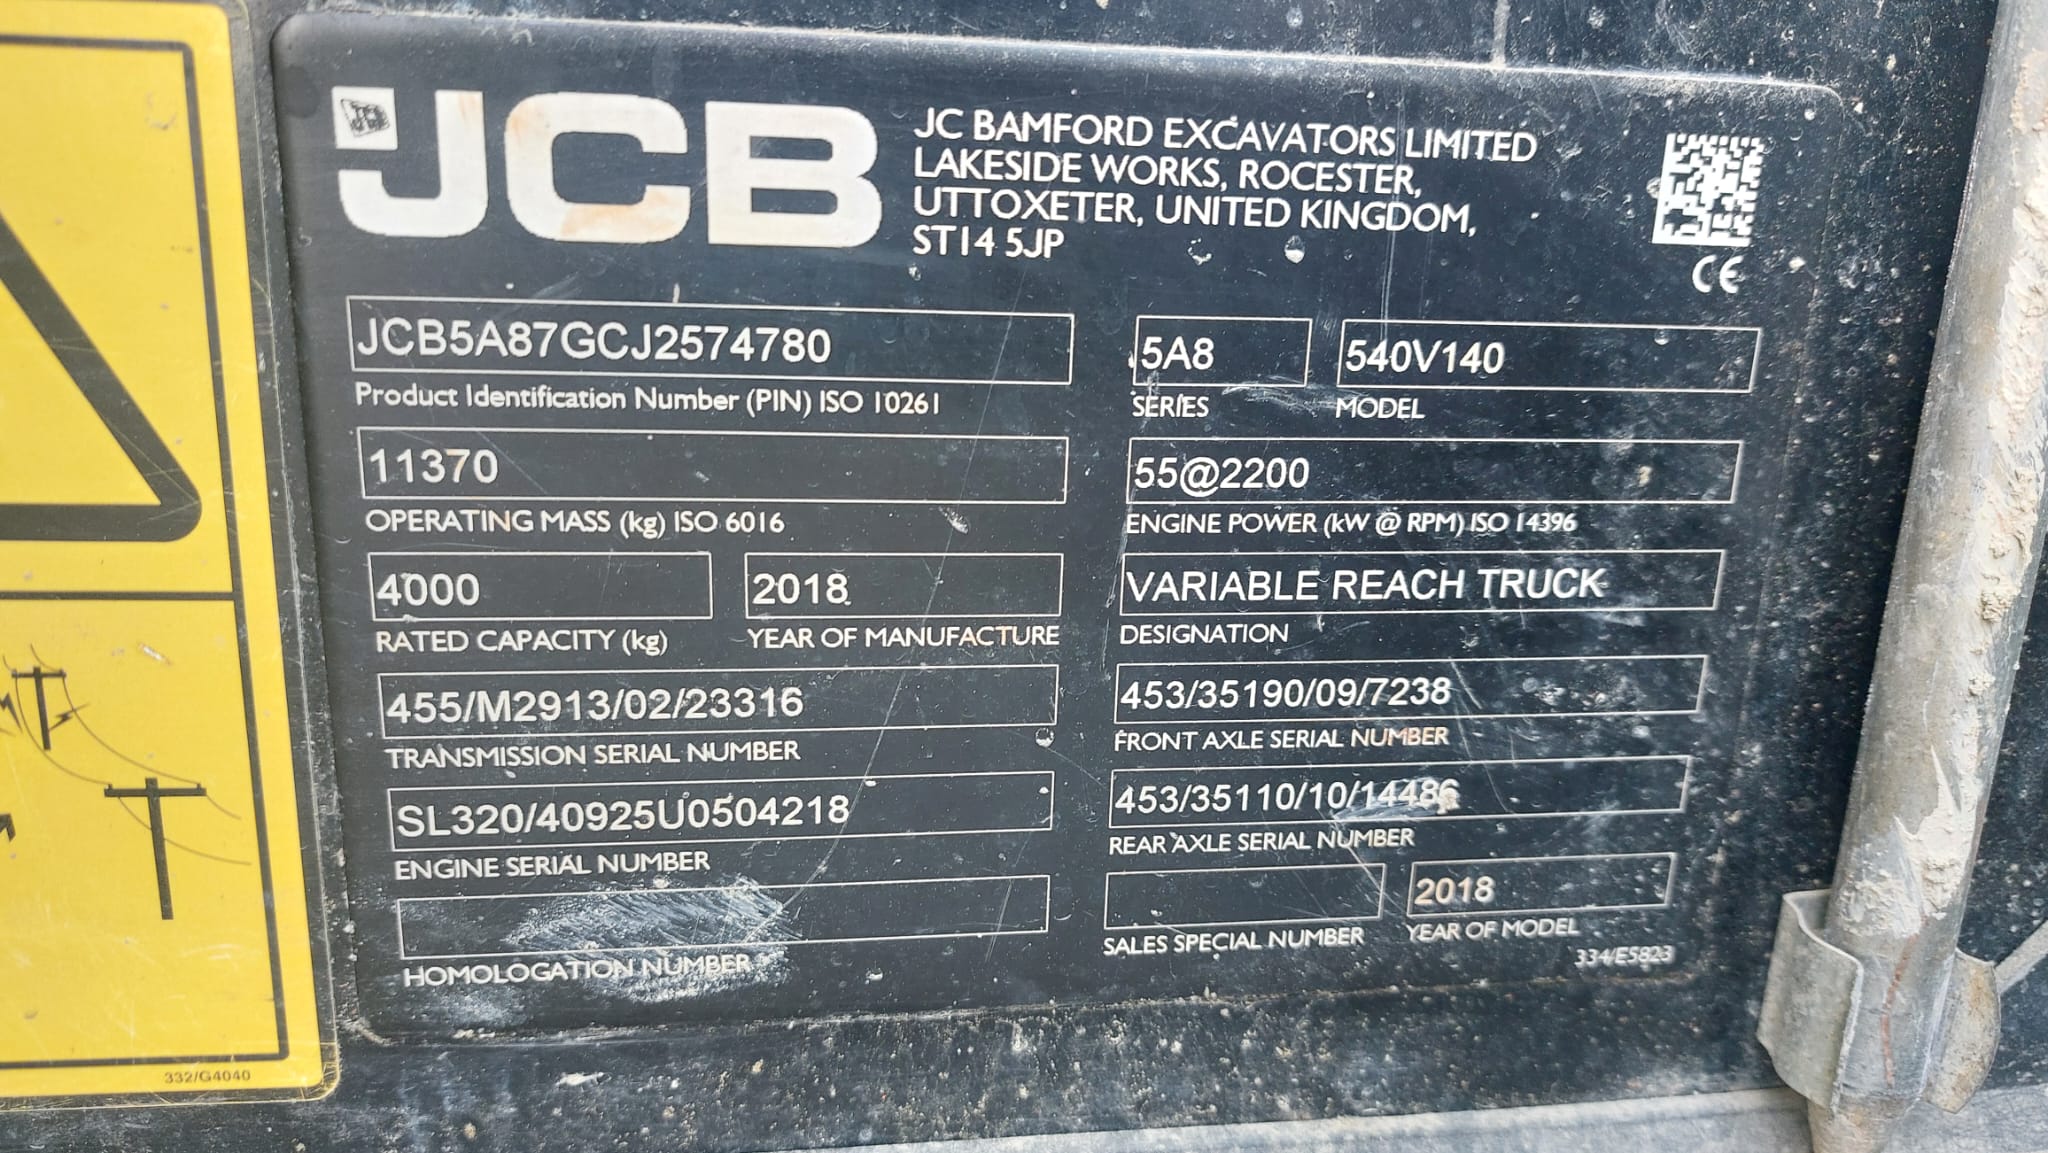 JCB
JC BAMFORD EXCAVATORS LIMITED
LAKESIDE WORKS, ROCESTER,
UTTOXETER, UNITED KINGDOM,
ST14 5JP
CE
JCB5A87GCJ2574780
Product Identification Number (PIN) ISO 10261
5A8
SERIES
540V140
MODEL
11370
OPERATING MASS (kg) ISO 6016
55@2200
ENGINE POWER (kW @ RPM) ISO 14396
4000
RATED CAPACITY (kg)
2018
YEAR OF MANUFACTURE
VARIABLE REACH TRUCK
DESIGNATION
455/M2913/02/23316
TRANSMISSION SERIAL NUMBER
453/35190/09/7238
FRONT AXLE SERIAL NUMBER
SL320/40925U0504218
ENGINE SERIAL NUMBER
453/35110/10/14486
REAR AXLE SERIAL NUMBER
HOMOLOGATION NUMBER
SALES SPECIAL NUMBER
2018
YEAR OF MODEL
334/E5823
332/G4040